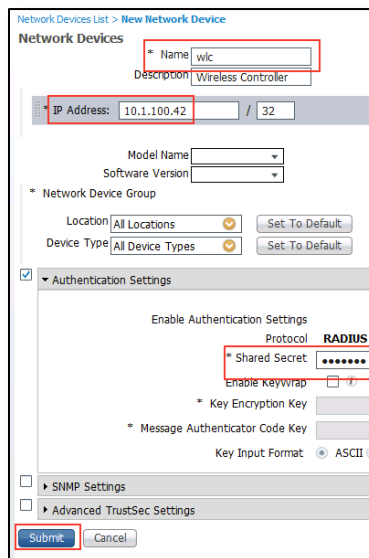 Network Devices List > New Network Device
Network Devices
* Name wlc
Description Wireless Controller
* IP Address: 10.1.100.42 / 32
Model Name
Software Version
* Network Device Group
Location All Locations Set To Default
Device Type All Device Types Set To Default
Authentication Settings
Enable Authentication Settings
Protocol RADIUS
* Shared Secret •••••••
Enable KeyWrap
* Key Encryption Key
* Message Authenticator Code Key
Key Input Format ASCII
SNMP Settings
Advanced TrustSec Settings
Submit Cancel